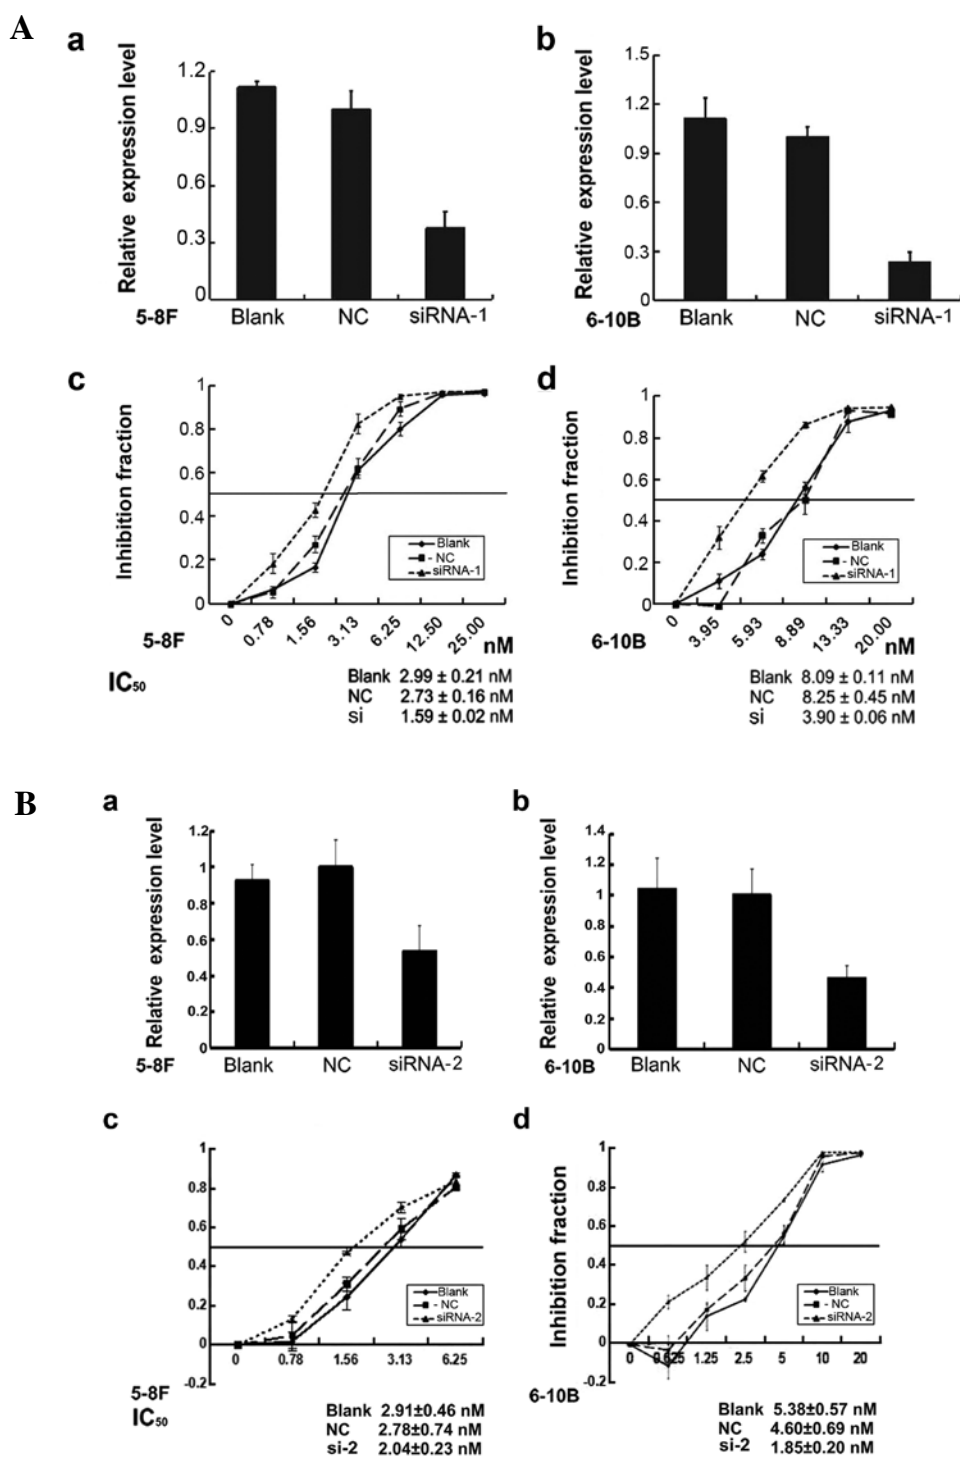 A
a
Relative expression level
1.2
0.9
0.6
0.3
0
5-8F
Blank NC siRNA-1
b
Relative expression level
1.5
1.2
0.9
0.6
0.3
0
6-10B
Blank NC siRNA-1
c
Inhibition fraction
1
0.8
0.6
0.4
0.2
0
Blank
- NC
siRNA-1
0 0.78 1.56 3.13 6.25 12.50 25.00
nM
5-8F
IC50
Blank 2.99 ± 0.21 nM
NC 2.73 ± 0.16 nM
si 1.59 ± 0.02 nM
d
Inhibition fraction
1
0.8
0.6
0.4
0.2
0
Blank
- NC
siRNA-1
0 3.95 5.93 8.89 13.33 20.00
nM
6-10B
Blank 8.09 ± 0.11 nM
NC 8.25 ± 0.45 nM
si 3.90 ± 0.06 nM
B
a
Relative expression level
1.2
1
0.8
0.6
0.4
0.2
0
5-8F
Blank NC siRNA-2
b
Relative expression level
1.4
1.2
1
0.8
0.6
0.4
0.2
0
6-10B
Blank NC siRNA-2
c
1
0.8
0.6
0.4
0.2
0
-0.2
Blank
- NC
siRNA-2
0 0.78 1.56 3.13 6.25
5-8F
IC50
Blank 2.91±0.46 nM
NC 2.78±0.74 nM
si-2 2.04±0.23 nM
d
Inhibition fraction
1
0.8
0.6
0.4
0.2
0
-0.2
Blank
- NC
siRNA-2
0 0.625 1.25 2.5 5 10 20
6-10B
Blank 5.38±0.57 nM
NC 4.60±0.69 nM
si-2 1.85±0.20 nM